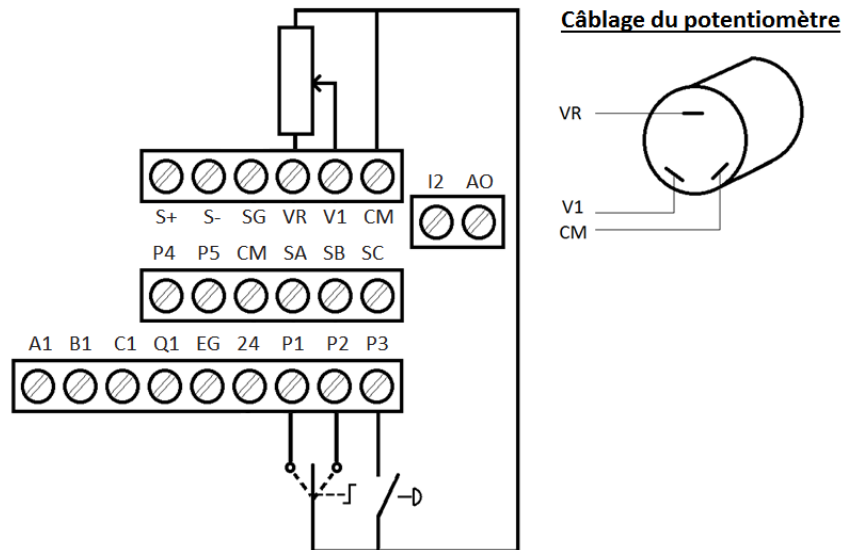 Câblage du potentiomètre
VR
V1
CM
I2 AO
S+ S- SG VR V1 CM
P4 P5 CM SA SB SC
A1 B1 C1 Q1 EG 24 P1 P2 P3